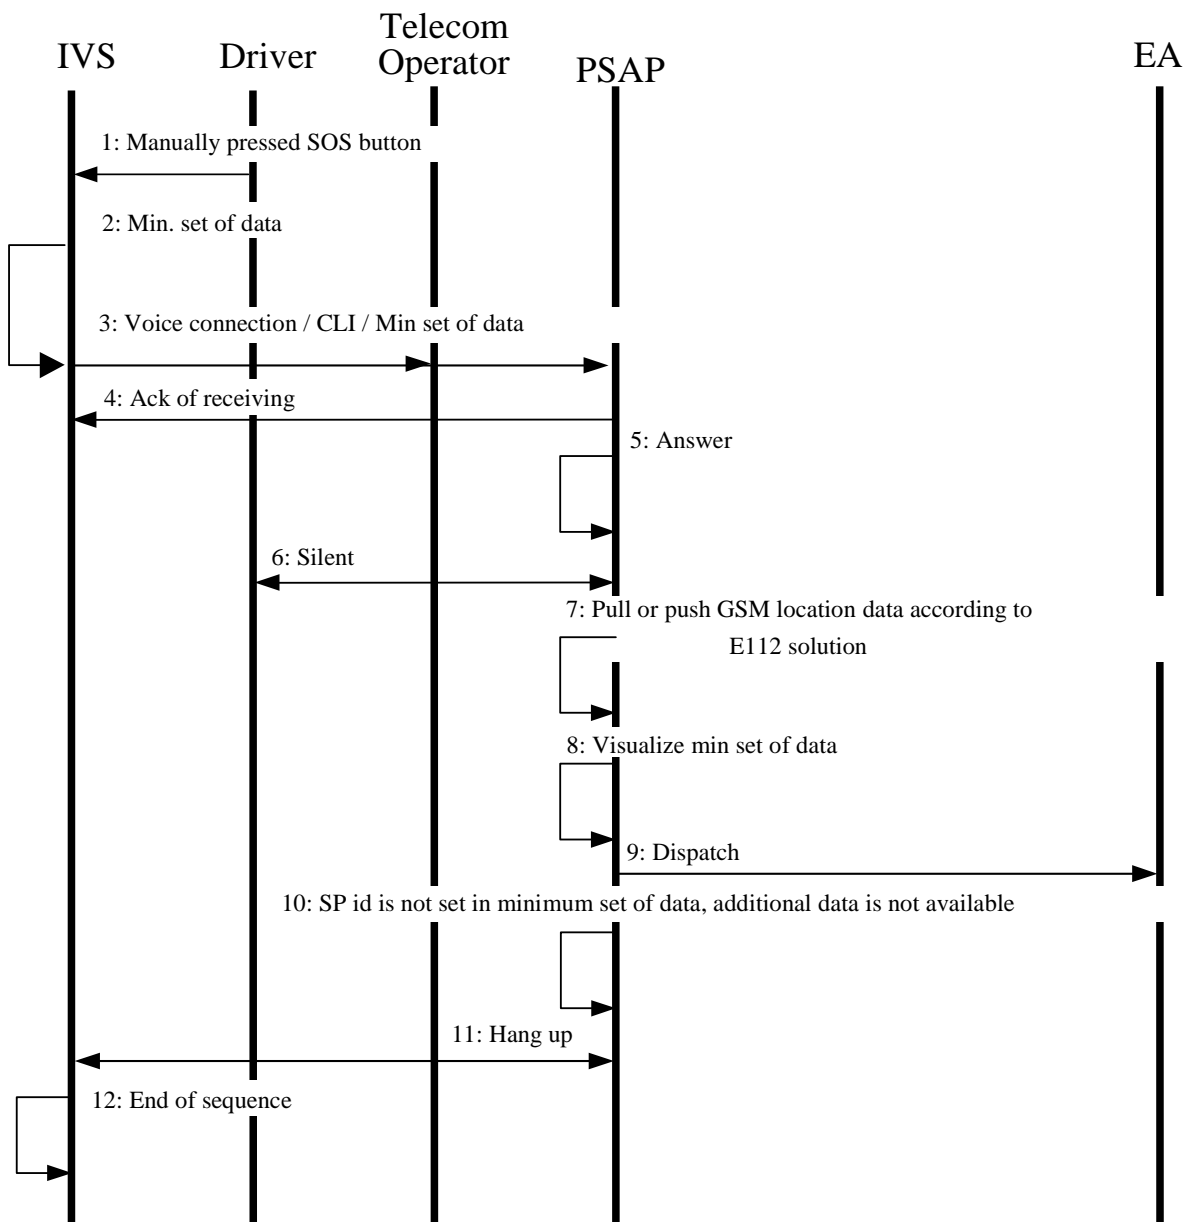 IVS
Driver
Telecom
Operator
PSAP
EA
1: Manually pressed SOS button
2: Min. set of data
3: Voice connection / CLI / Min set of data
4: Ack of receiving
5: Answer
6: Silent
7: Pull or push GSM location data according to
E112 solution
8: Visualize min set of data
9: Dispatch
10: SP id is not set in minimum set of data, additional data is not available
11: Hang up
12: End of sequence